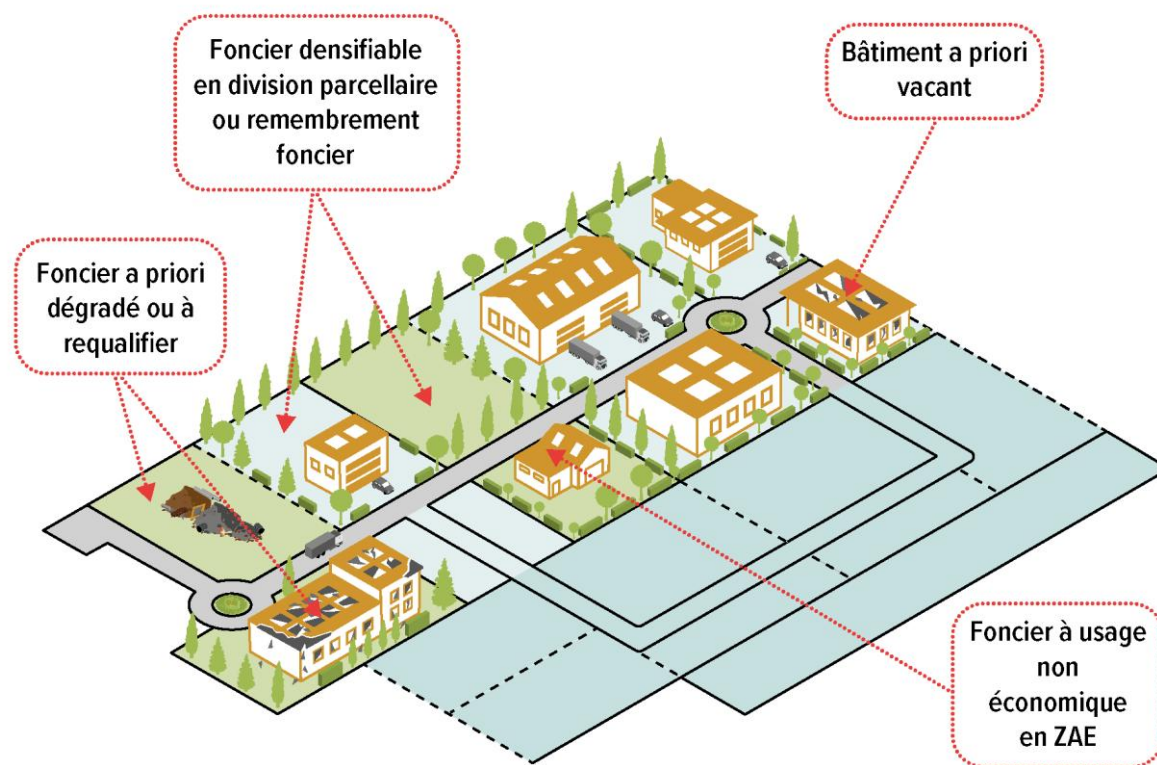 Foncier densifiable
en division parcellaire
ou remembrement
foncier
Bâtiment a priori
vacant
Foncier a priori
dégradé ou à
requalifier
Foncier à usage
non
économique
en ZAE